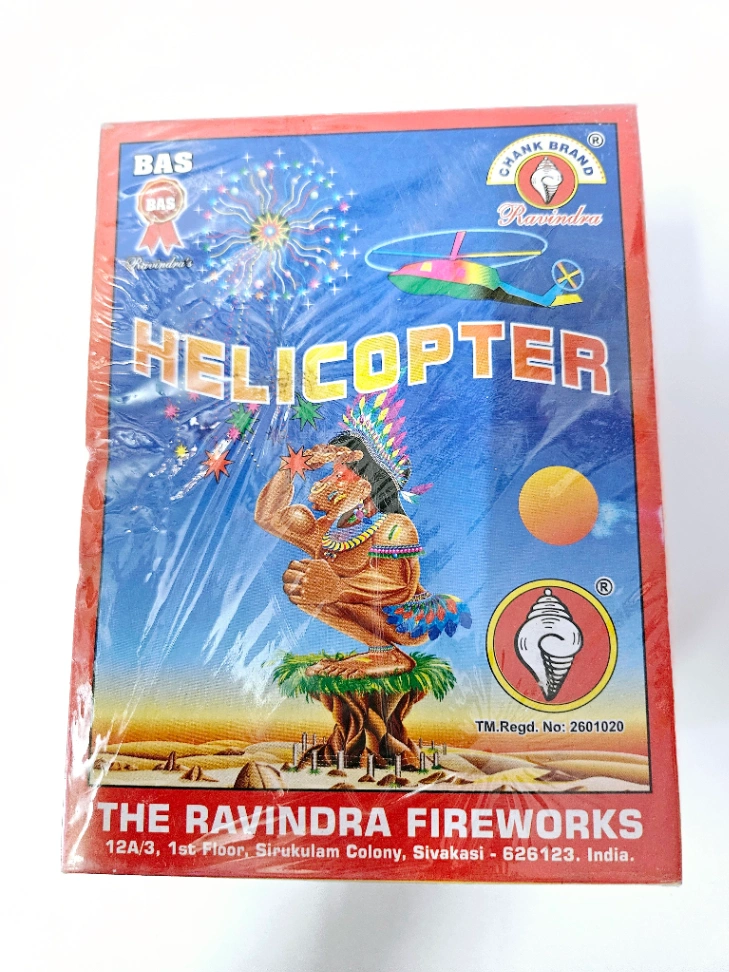 BAS
BAS
Ravindra's
CHANK BRAND
®
Ravindra
HELICOPTER
®
TM.Regd. No: 2601020
THE RAVINDRA FIREWORKS
12A/3, 1st Floor, Sirukulam Colony, Sivakasi - 626123. India.